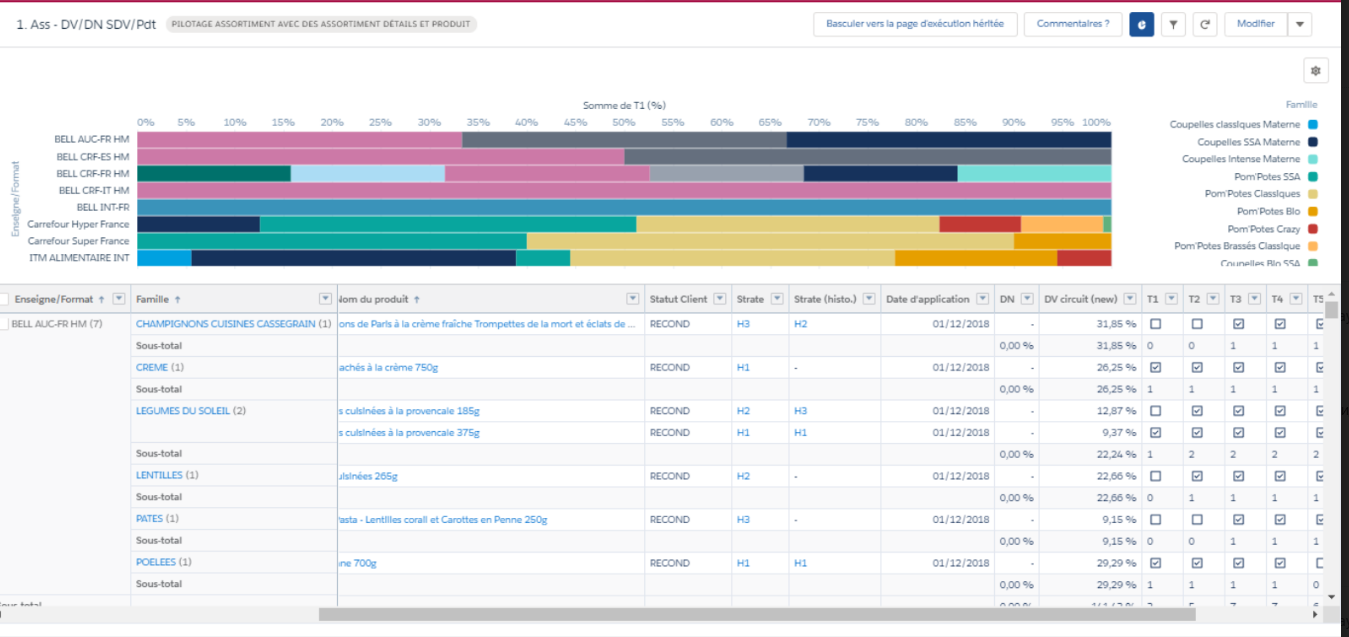 1. Ass - DV/DN SDV/Pdt PILOTAGE ASSORTIMENT AVEC DES ASSORTIMENT DÉTAILS ET PRODUIT Basculer vers la page d'exécution héritée Commentaires ? Modifier
Somme de T1 (%)
Famille
0% 5% 10% 15% 20% 25% 30% 35% 40% 45% 50% 55% 60% 65% 70% 75% 80% 85% 90% 95% 100%
Enseigne/Format
BELL AUC-FR HM
BELL CRF-ES HM
BELL CRF-FR HM
BELL CRF-IT HM
BELL INT-FR
Carrefour Hyper France
Carrefour Super France
ITM ALIMENTAIRE INT
Coupelles classiques Materne
Coupelles SSA Materne
Coupelles Intense Materne
Pom'Potes SSA
Pom'Potes Classiques
Pom'Potes Bio
Pom'Potes Crazy
Pom'Potes Brassés Classique
Coupelles Bio SSA
Enseigne/Format ↑ Famille ↑ Nom du produit ↑ Statut Client Strate Strate (histo.) Date d'application DN DV circuit (new) T1 T2 T3 T4 T5
BELL AUC-FR HM (7) CHAMPIGNONS CUISINES CASSEGRAIN (1) ons de Paris à la crème fraîche Trompettes de la mort et éclats de ... RECOND H3 H2 01/12/2018 - 31,85 %
Sous-total 0,00 % 31,85 % 0 0 1 1 1
CREME (1) achés à la crème 750g RECOND H1 - 01/12/2018 - 26,25 %
Sous-total 0,00 % 26,25 % 1 1 1 1 1
LEGUMES DU SOLEIL (2) s cuisinées à la provencale 185g RECOND H2 H3 01/12/2018 - 12,87 %
s cuisinées à la provencale 375g RECOND H1 H1 01/12/2018 - 9,37 %
Sous-total 0,00 % 22,24 % 1 2 2 2 2
LENTILLES (1) uisinées 265g RECOND H2 - 01/12/2018 - 22,66 %
Sous-total 0,00 % 22,66 % 0 1 1 1 1
PATES (1) Pasta - Lentilles corail et Carottes en Penne 250g RECOND H3 - 01/12/2018 - 9,15 %
Sous-total 0,00 % 9,15 % 0 0 1 1 1
POELEES (1) ne 700g RECOND H1 H1 01/12/2018 - 29,29 %
Sous-total 0,00 % 29,29 % 1 1 1 1 0